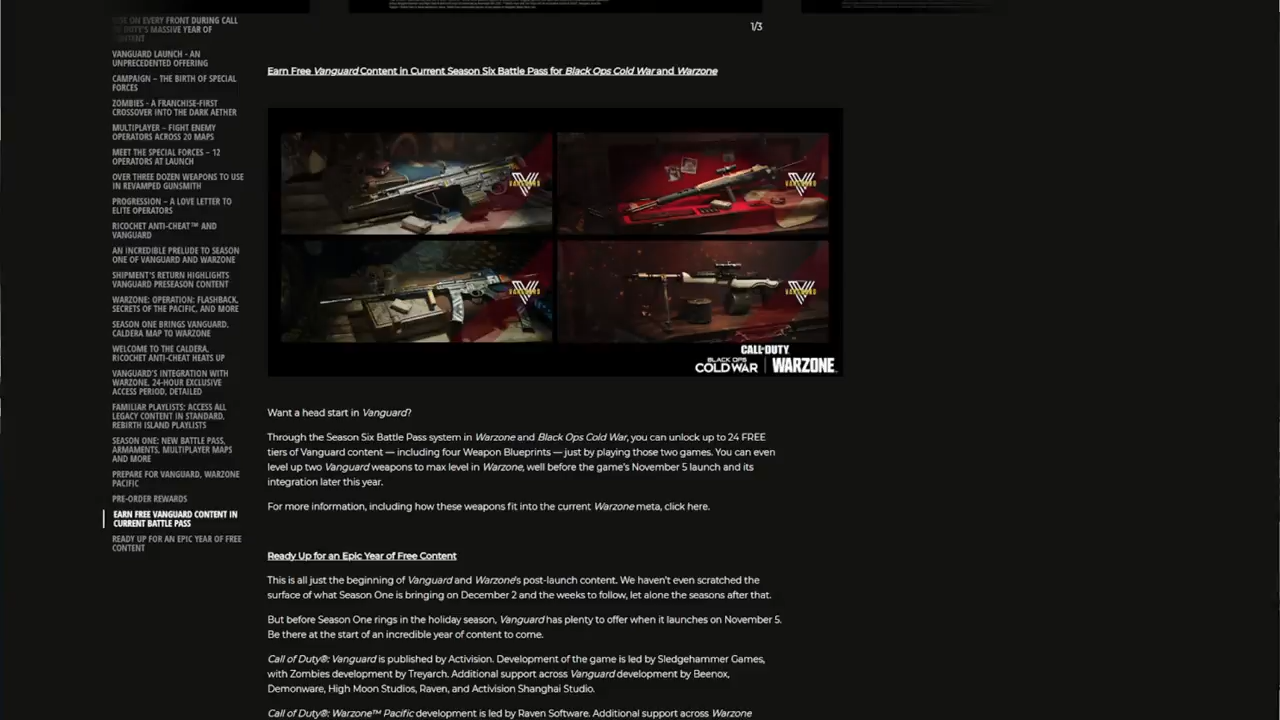 USE ON EVERY FRONT DURING CALL
OF DUTY'S MASSIVE YEAR OF
CONTENT
VANGUARD LAUNCH – AN
UNPRECEDENTED OFFERING
CAMPAIGN – THE BIRTH OF SPECIAL
FORCES
ZOMBIES - A FRANCHISE-FIRST
CROSSOVER INTO THE DARK AETHER
MULTIPLAYER – FIGHT ENEMY
OPERATORS ACROSS 20 MAPS
MEET THE SPECIAL FORCES – 12
OPERATORS AT LAUNCH
OVER THREE DOZEN WEAPONS TO USE
IN REVAMPED GUNSMITH
PROGRESSION – A LOVE LETTER TO
ELITE OPERATORS
RICOCHET ANTI-CHEAT™ AND
VANGUARD
AN INCREDIBLE PRELUDE TO SEASON
ONE OF VANGUARD AND WARZONE
SHIPMENT'S RETURN HIGHLIGHTS
VANGUARD PRESEASON CONTENT
WARZONE: OPERATION: FLASHBACK,
SECRETS OF THE PACIFIC, AND MORE
SEASON ONE BRINGS VANGUARD,
CALDERA MAP TO WARZONE
WELCOME TO THE CALDERA,
RICOCHET ANTI-CHEAT HEATS UP
VANGUARD'S INTEGRATION WITH
WARZONE, 24-HOUR EXCLUSIVE
ACCESS PERIOD, DETAILED
FAMILIAR PLAYLISTS: ACCESS ALL
LEGACY CONTENT IN STANDARD,
REBIRTH ISLAND PLAYLISTS
SEASON ONE: NEW BATTLE PASS,
ARMAMENTS, MULTIPLAYER MAPS
AND MORE
PREPARE FOR VANGUARD, WARZONE
PACIFIC
PRE-ORDER REWARDS
EARN FREE VANGUARD CONTENT IN
CURRENT BATTLE PASS
READY UP FOR AN EPIC YEAR OF FREE
CONTENT
1/3
Earn Free Vanguard Content in Current Season Six Battle Pass for Black Ops Cold War and Warzone
VANGUARD
VANGUARD
VANGUARD
VANGUARD
CALL OF DUTY
BLACK OPS
COLD WAR | WARZONE
Want a head start in Vanguard?
Through the Season Six Battle Pass system in Warzone and Black Ops Cold War, you can unlock up to 24 FREE
tiers of Vanguard content — including four Weapon Blueprints — just by playing those two games. You can even
level up two Vanguard weapons to max level in Warzone, well before the game's November 5 launch and its
integration later this year.
For more information, including how these weapons fit into the current Warzone meta, click here.
Ready Up for an Epic Year of Free Content
This is all just the beginning of Vanguard and Warzone's post-launch content. We haven't even scratched the
surface of what Season One is bringing on December 2 and the weeks to follow, let alone the seasons after that.
But before Season One rings in the holiday season, Vanguard has plenty to offer when it launches on November 5.
Be there at the start of an incredible year of content to come.
Call of Duty®: Vanguard is published by Activision. Development of the game is led by Sledgehammer Games,
with Zombies development by Treyarch. Additional support across Vanguard development by Beenox,
Demonware, High Moon Studios, Raven, and Activision Shanghai Studio.
Call of Duty®: Warzone™ Pacific development is led by Raven Software. Additional support across Warzone